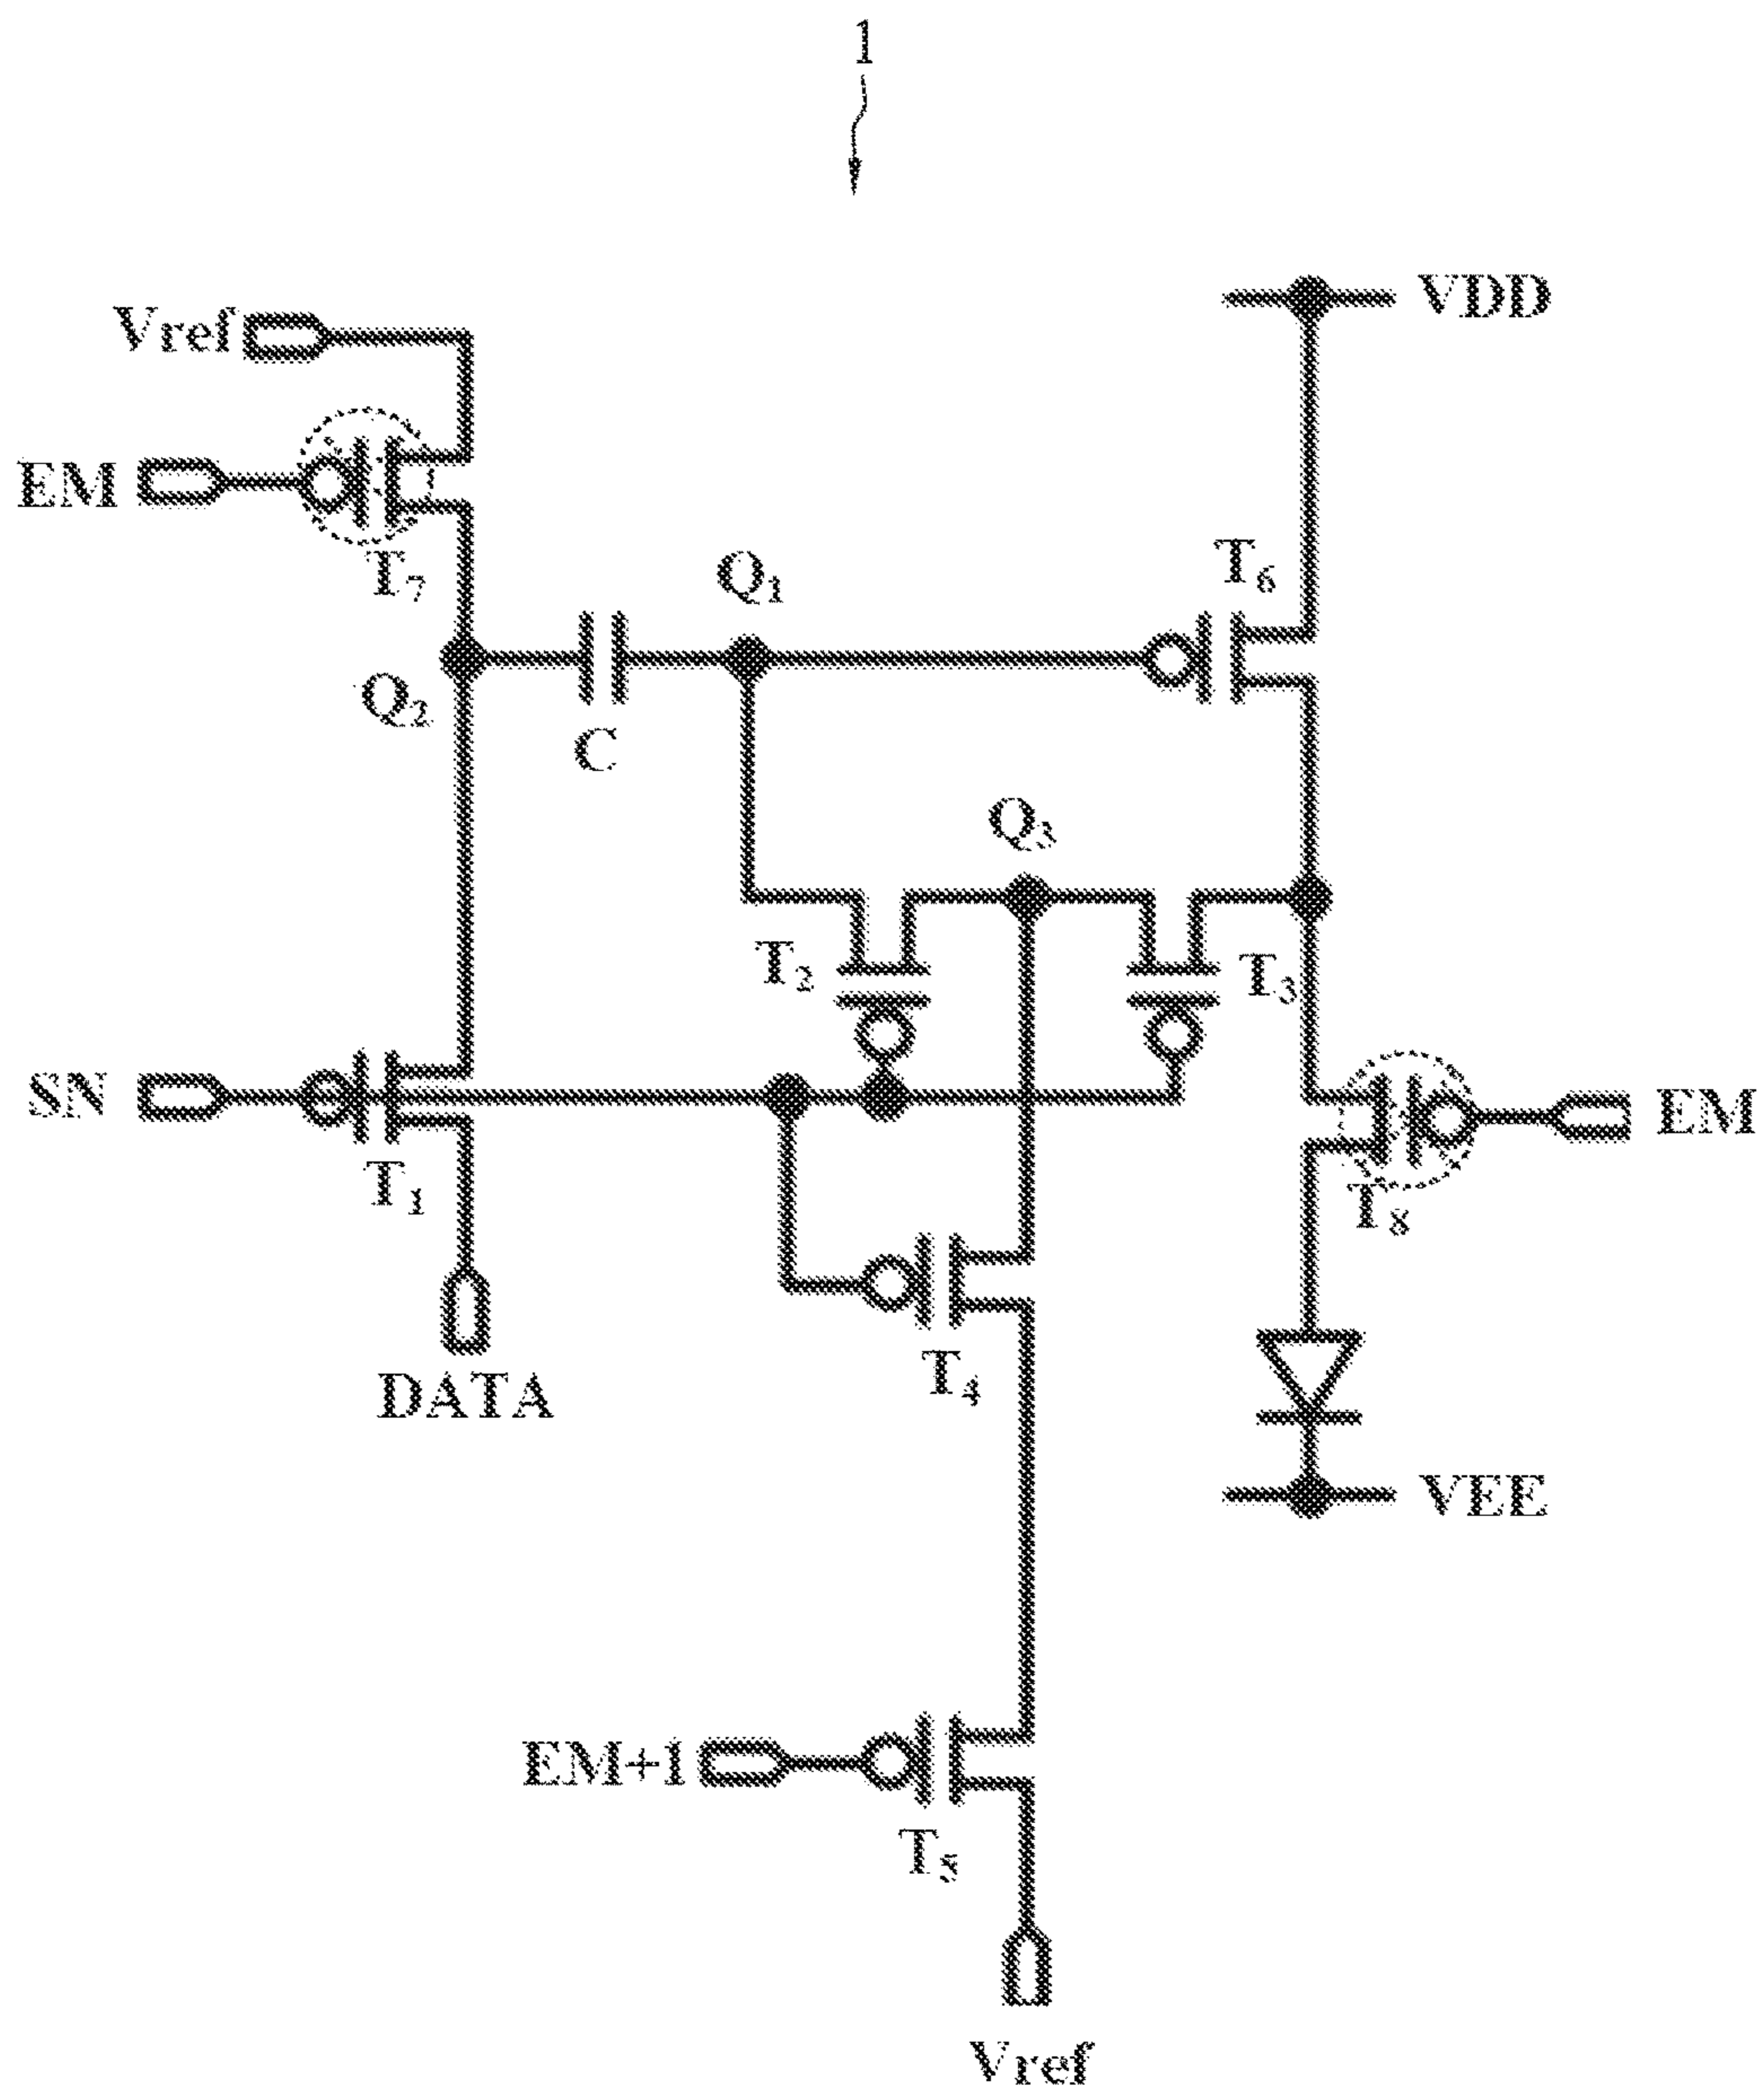 1
VDD
Vref
EM
T7
Q1
T6
Q2
C
Q3
T2
T3
SN
EM
T1
T8
T4
DATA
VEE
EM+1
T5
Vref